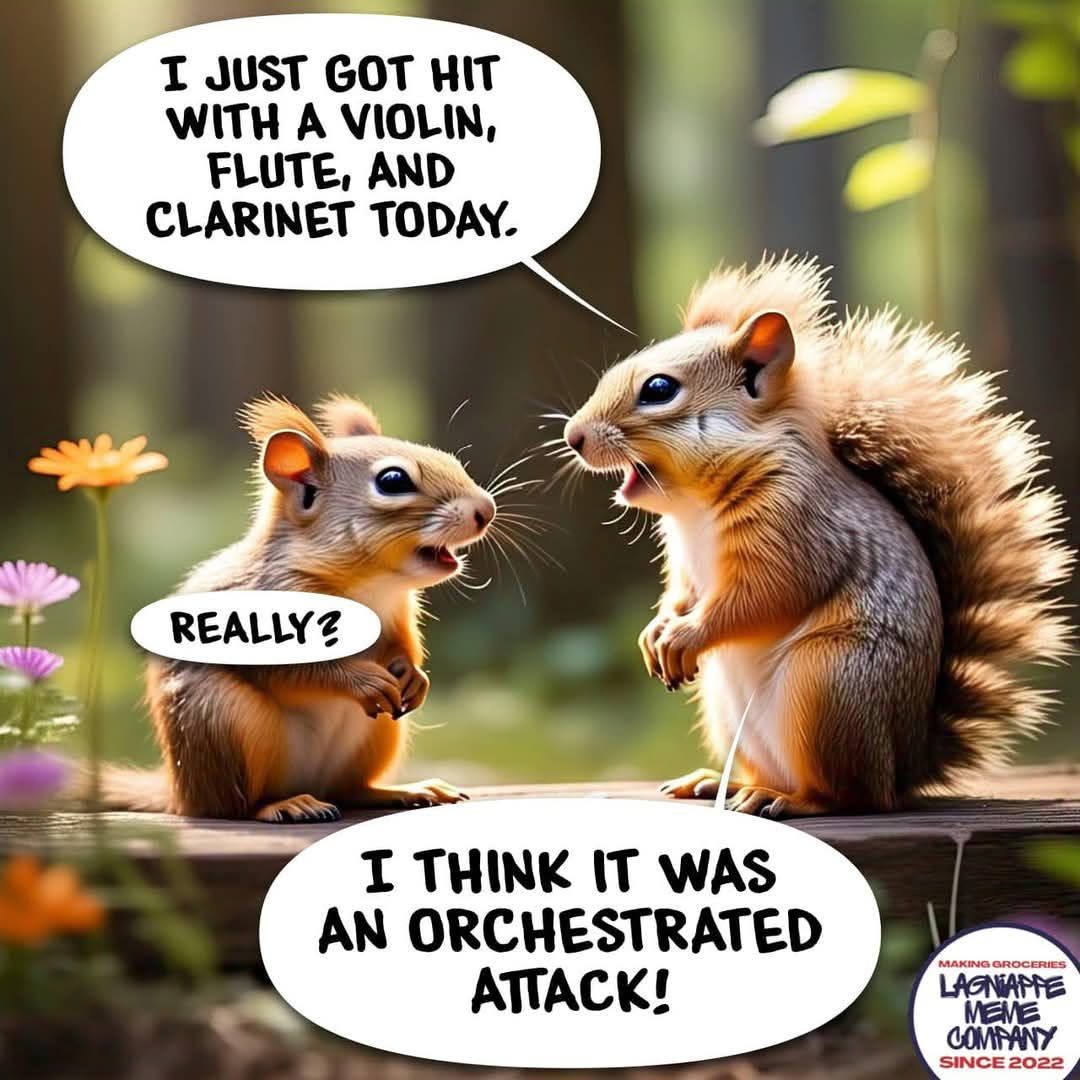 I JUST GOT HIT
WITH A VIOLIN,
FLUTE, AND
CLARINET TODAY.
REALLY?
I THINK IT WAS
AN ORCHESTRATED
ATTACK!
MAKING GROCERIES
LAGNIAPPE
MEME
COMPANY
SINCE 2022